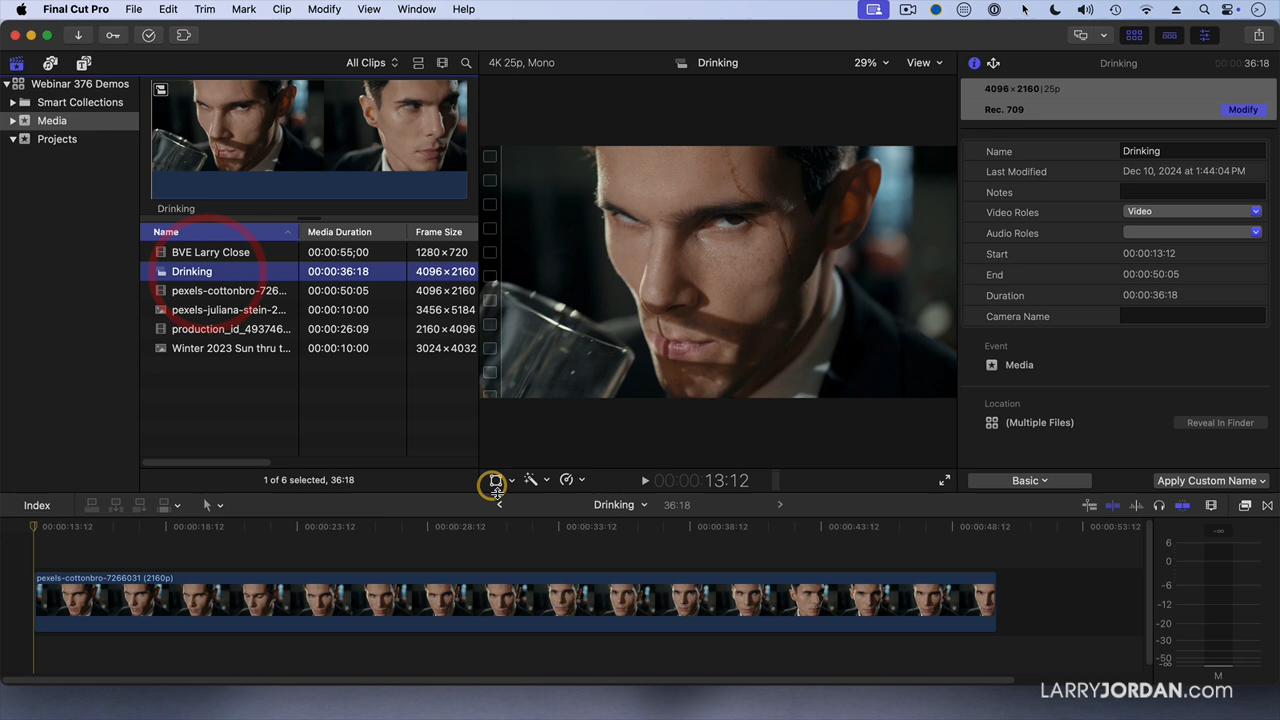 Final Cut Pro File Edit Trim Mark Clip Modify View Window Help
All Clips
4K 25p, Mono
Drinking
29%
View
Drinking
00:00:36:18
Webinar 376 Demos
Smart Collections
Media
Projects
Drinking
Name Media Duration Frame Size
BVE Larry Close 00:00:55;00 1280×720
Drinking 00:00:36:18 4096×2160
pexels-cottonbro-726... 00:00:50:05 4096×2160
pexels-juliana-stein-2... 00:00:10:00 3456×5184
production_id_493746... 00:00:26:09 2160×4096
Winter 2023 Sun thru t... 00:00:10:00 3024×4032
1 of 6 selected, 36:18
00:00:13:12
4096×2160 | 25p
Rec. 709
Modify
Name Drinking
Last Modified Dec 10, 2024 at 1:44:04 PM
Notes
Video Roles Video
Audio Roles
Start 00:00:13:12
End 00:00:50:05
Duration 00:00:36:18
Camera Name
Event
Media
Location
(Multiple Files)
Reveal In Finder
Basic
Apply Custom Name
Index
Drinking
36:18
00:00:13:12 00:00:18:12 00:00:23:12 00:00:28:12 00:00:33:12 00:00:38:12 00:00:43:12 00:00:48:12 00:00:53:12
pexels-cottonbro-7266031 (2160p)
-∞
6
0
-6
-12
-20
-30
-50
-∞
M
LARRYJORDAN.com